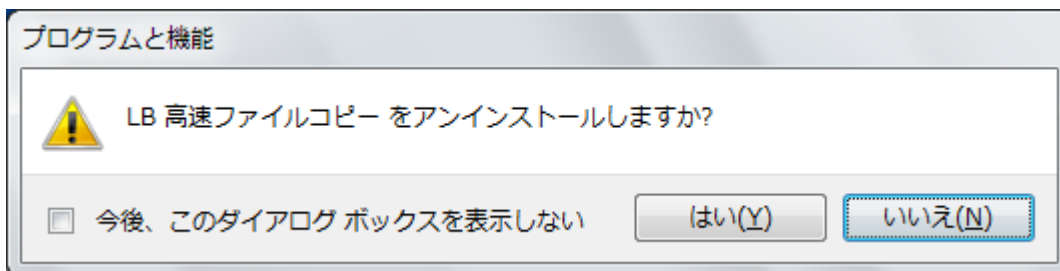 プログラムと機能
LB 高速ファイルコピー をアンインストールしますか?
今後、このダイアログ ボックスを表示しない
はい(Y)
いいえ(N)